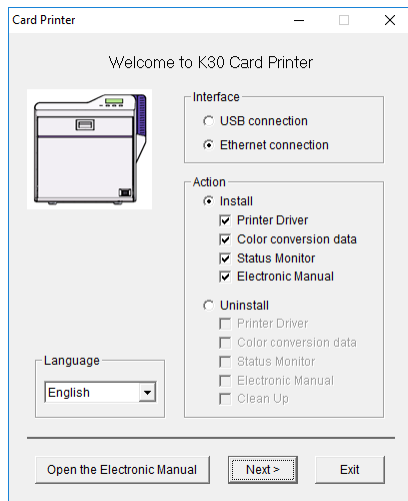 Card Printer
Welcome to K30 Card Printer
Interface
USB connection
Ethernet connection
Action
Install
Printer Driver
Color conversion data
Status Monitor
Electronic Manual
Uninstall
Printer Driver
Color conversion data
Status Monitor
Electronic Manual
Clean Up
Language
English
Open the Electronic Manual
Next >
Exit